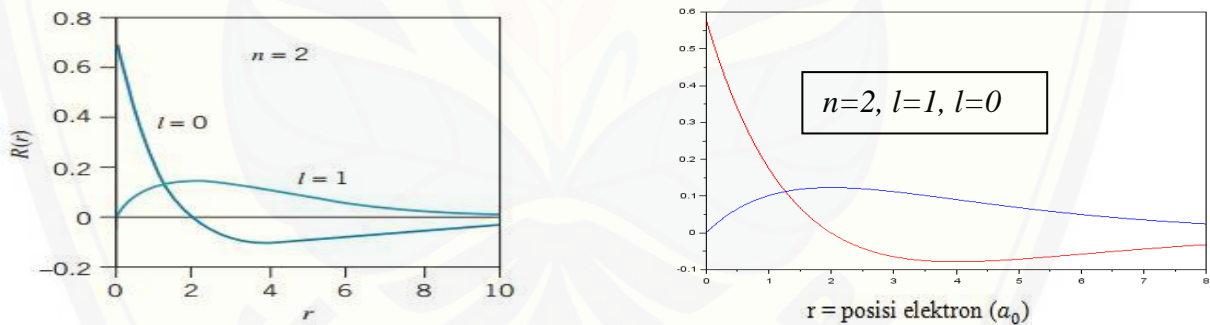 0.8
0.6
0.4
0.2
0
−0.2
R(r)
n = 2
l = 0
l = 1
0 2 4 6 8 10
r
0.6
0.5
0.4
0.3
0.2
0.1
0
-0.1
n=2, l=1, l=0
0 1 2 3 4 5 6 7 8
r = posisi elektron (a₀)